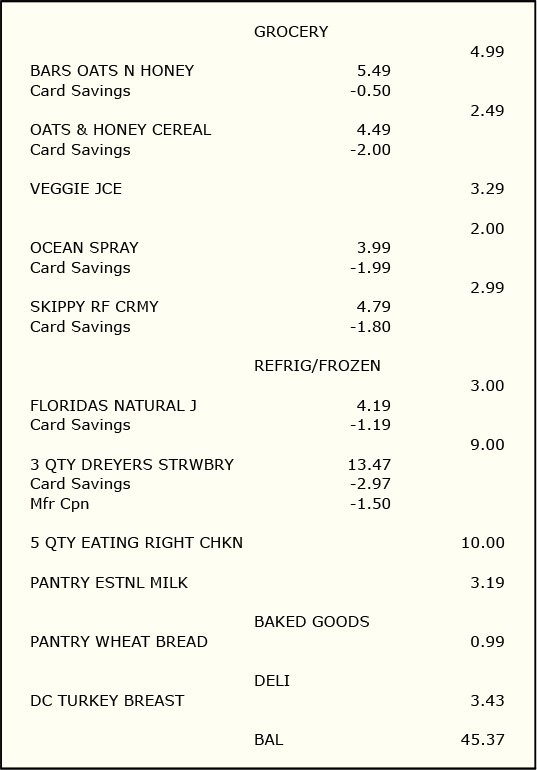 GROCERY
4.99
BARS OATS N HONEY 5.49
Card Savings -0.50
2.49
OATS & HONEY CEREAL 4.49
Card Savings -2.00
VEGGIE JCE 3.29
2.00
OCEAN SPRAY 3.99
Card Savings -1.99
2.99
SKIPPY RF CRMY 4.79
Card Savings -1.80
REFRIG/FROZEN
3.00
FLORIDAS NATURAL J 4.19
Card Savings -1.19
9.00
3 QTY DREYERS STRWBRY 13.47
Card Savings -2.97
Mfr Cpn -1.50
5 QTY EATING RIGHT CHKN 10.00
PANTRY ESTNL MILK 3.19
BAKED GOODS
PANTRY WHEAT BREAD 0.99
DELI
DC TURKEY BREAST 3.43
BAL 45.37